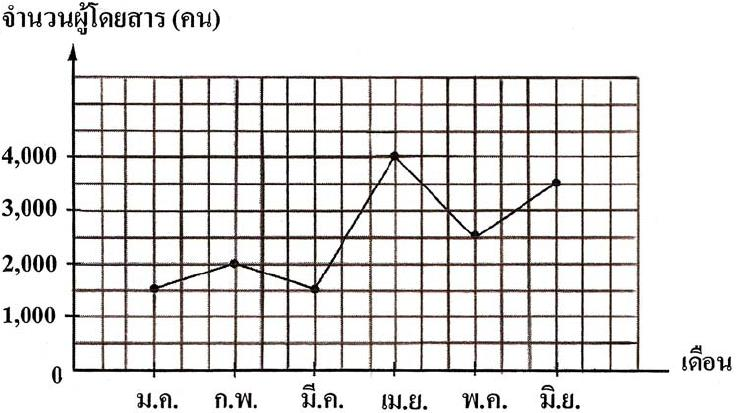 จำนวนผู้โดยสาร (คน)
4,000
3,000
2,000
1,000
0
เดือน
ม.ค. ก.พ. มี.ค. เม.ย. พ.ค. มิ.ย.